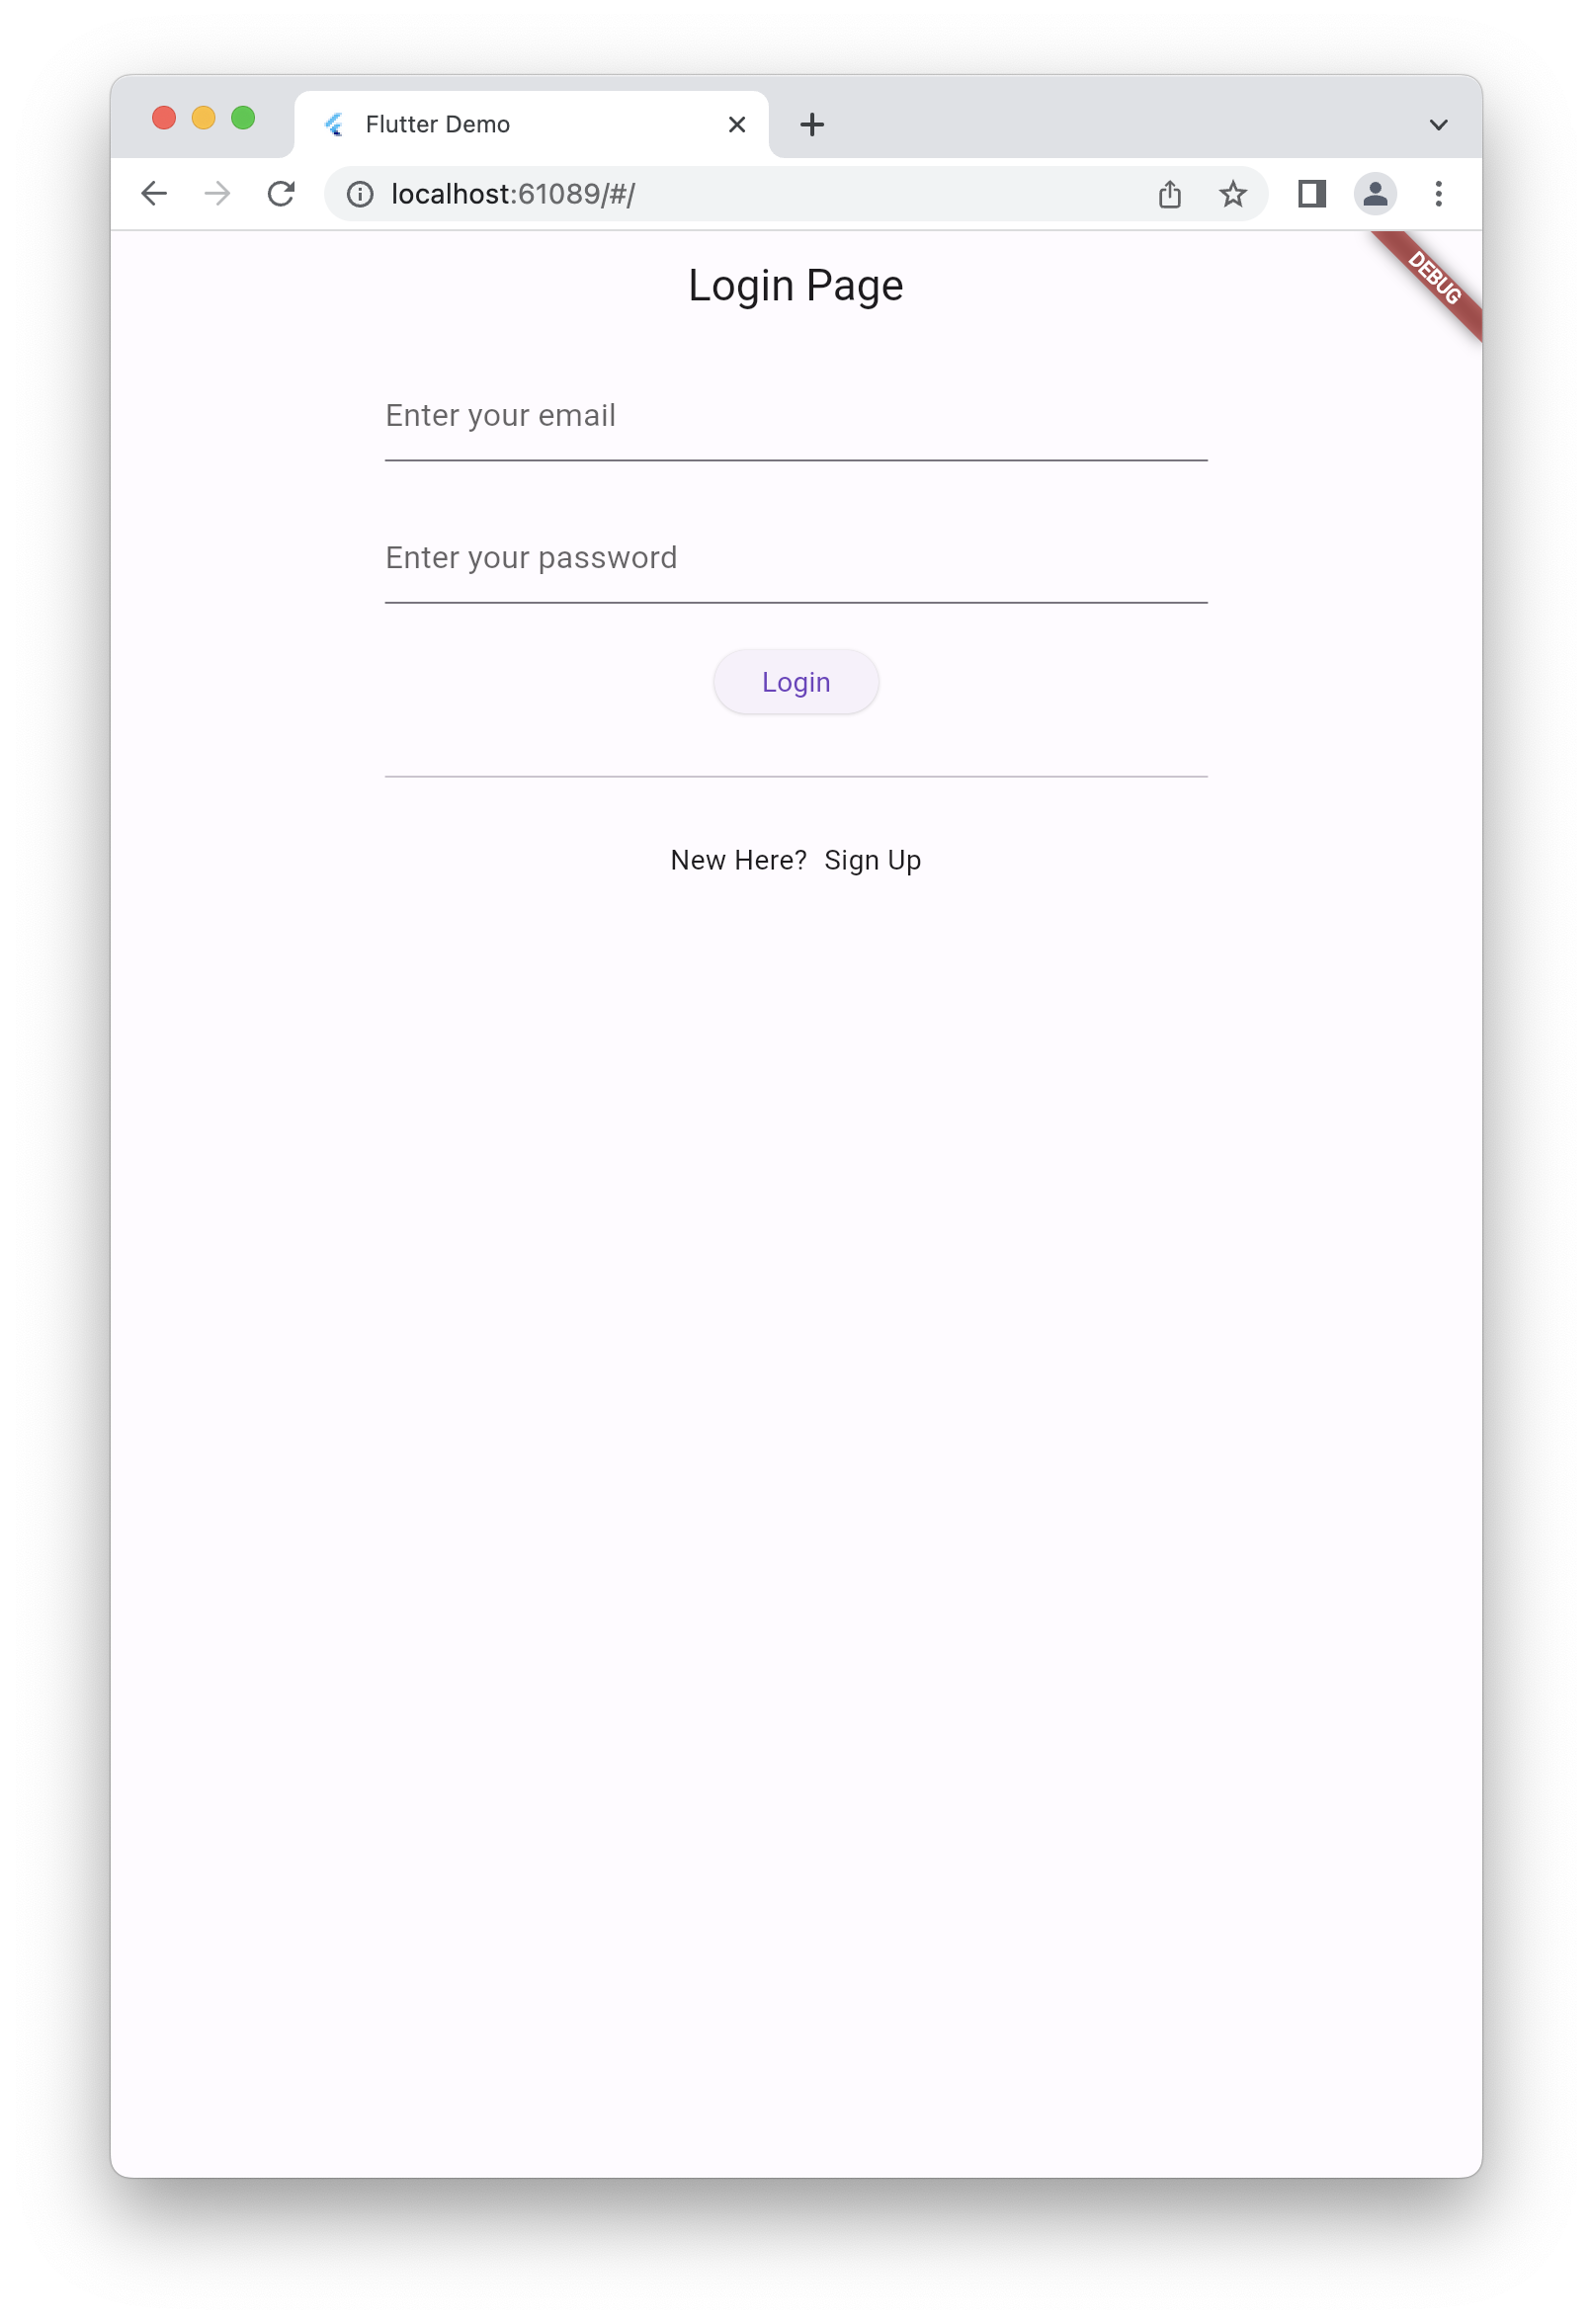 Flutter Demo
localhost:61089/#/
DEBUG
Login Page
Enter your email
Enter your password
Login
New Here? Sign Up